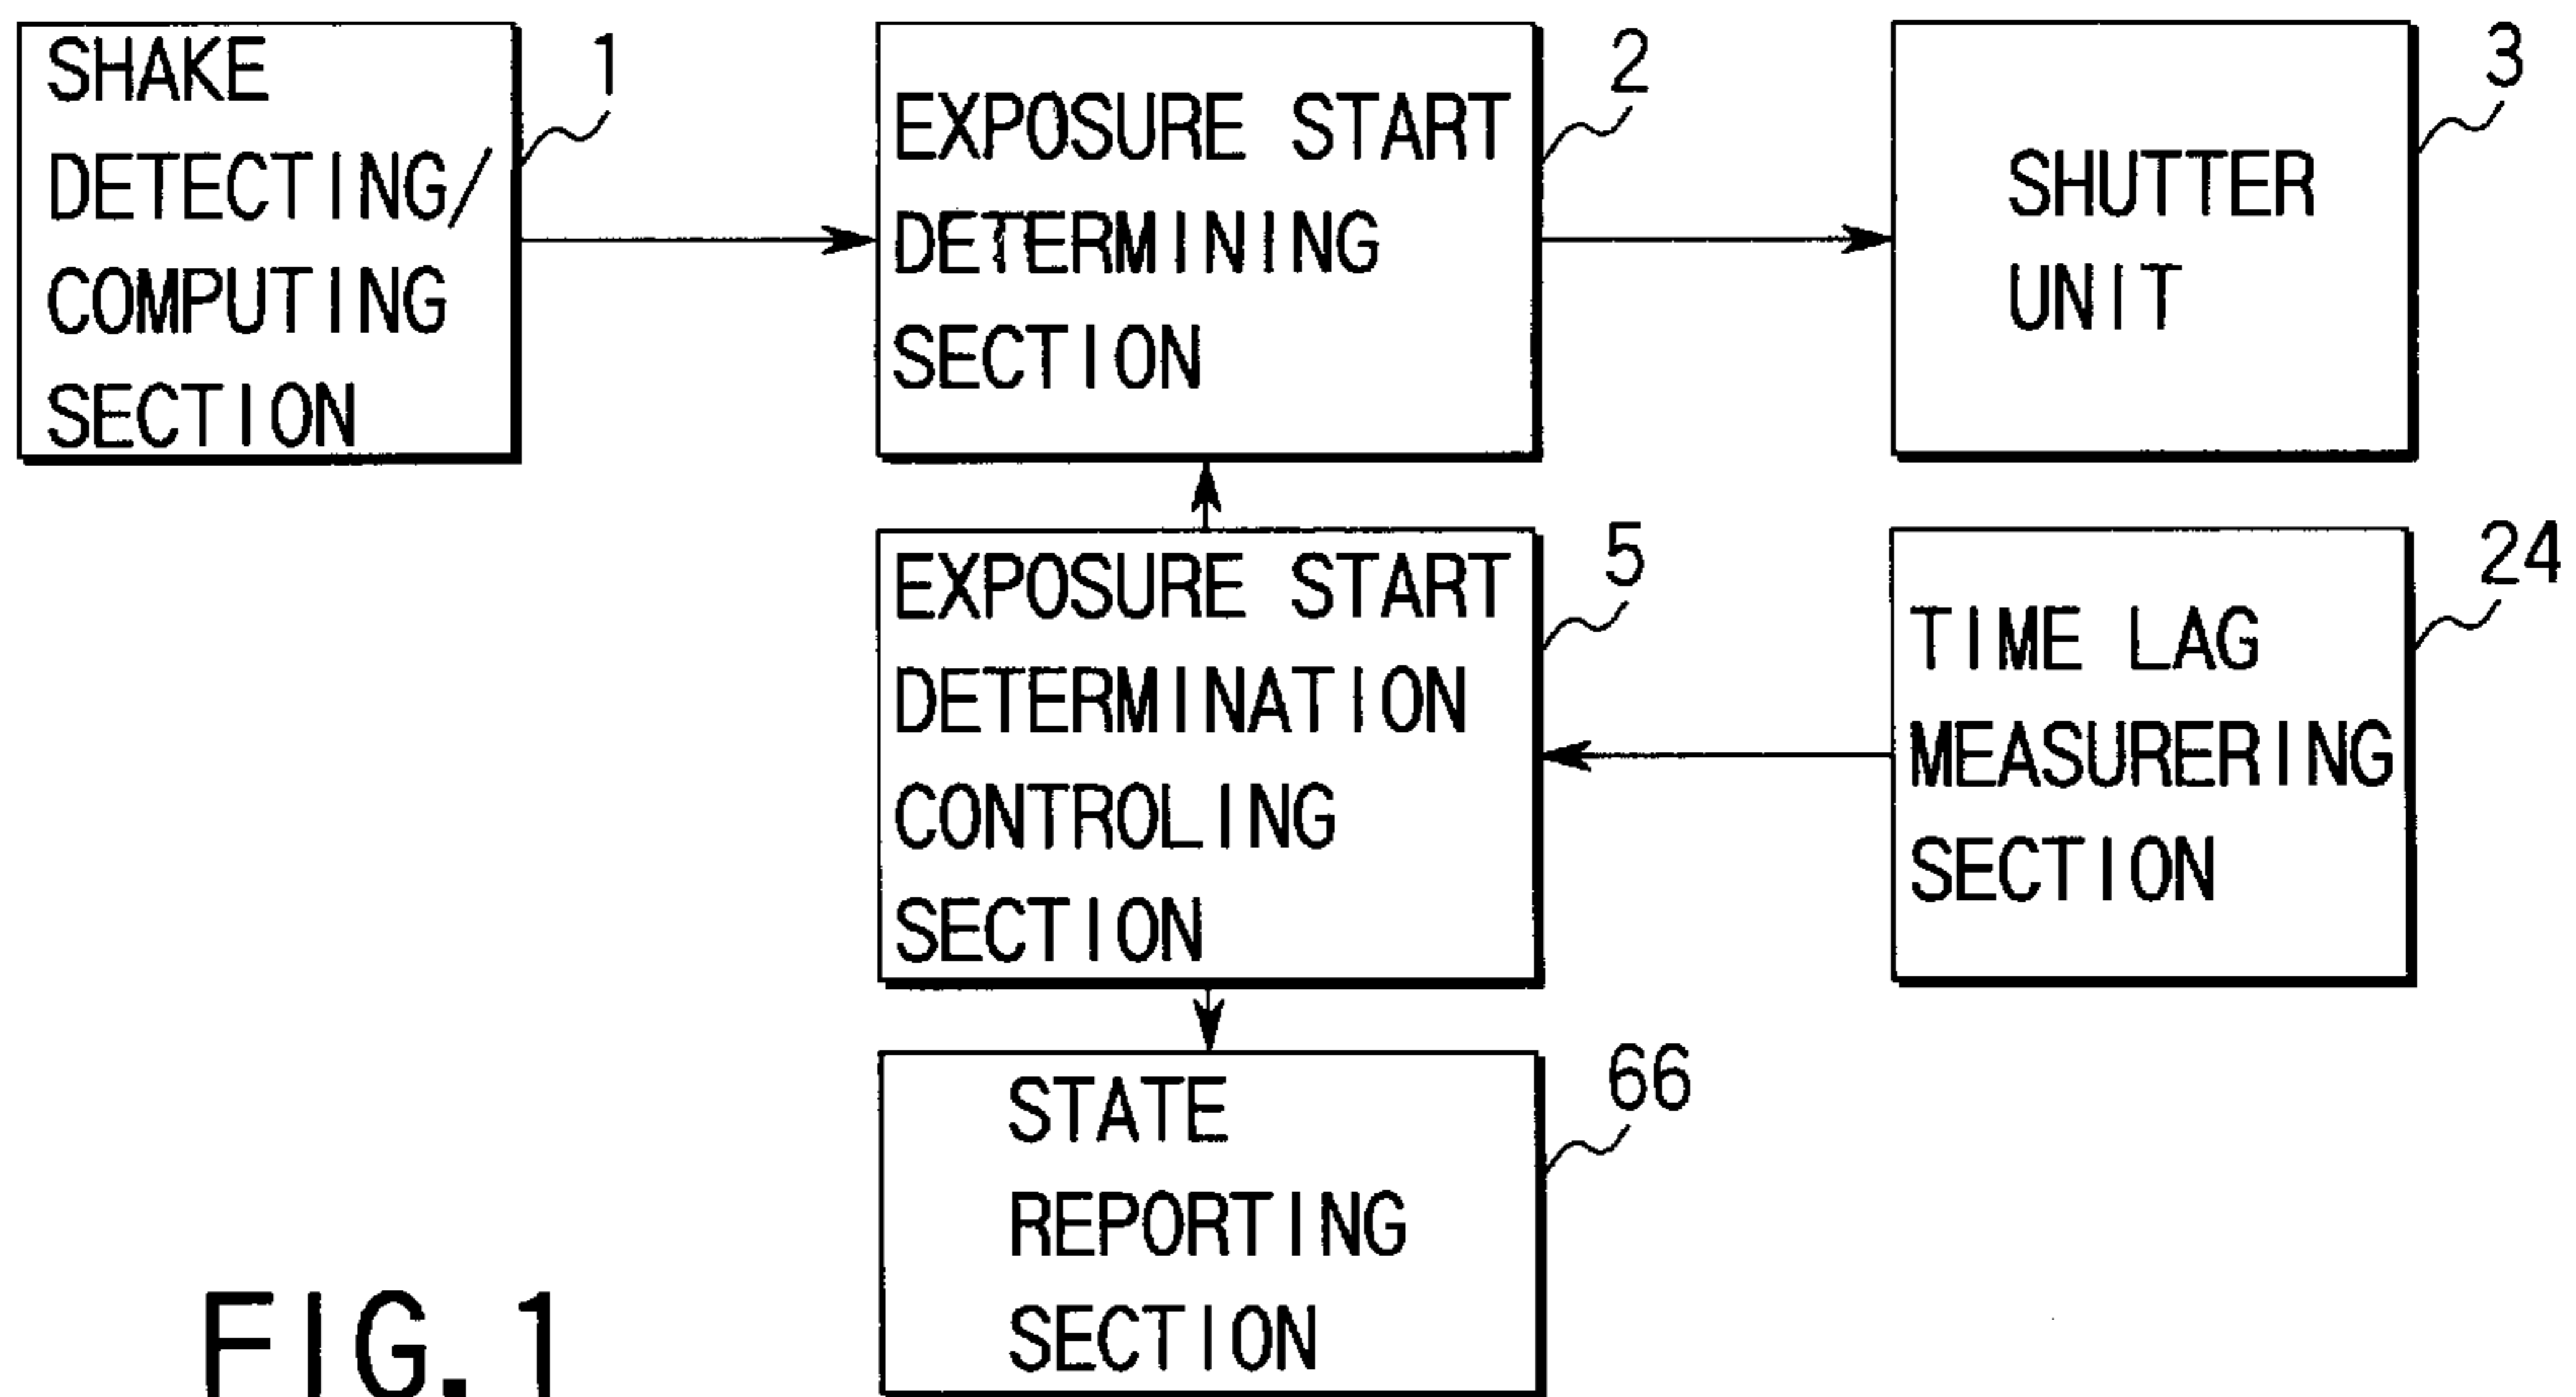 SHAKE
DETECTING/
COMPUTING
SECTION
1
EXPOSURE START
DETERMINING
SECTION
2
SHUTTER
UNIT
3
EXPOSURE START
DETERMINATION
CONTROLING
SECTION
5
TIME LAG
MEASURERING
SECTION
24
STATE
REPORTING
SECTION
66
FIG.1